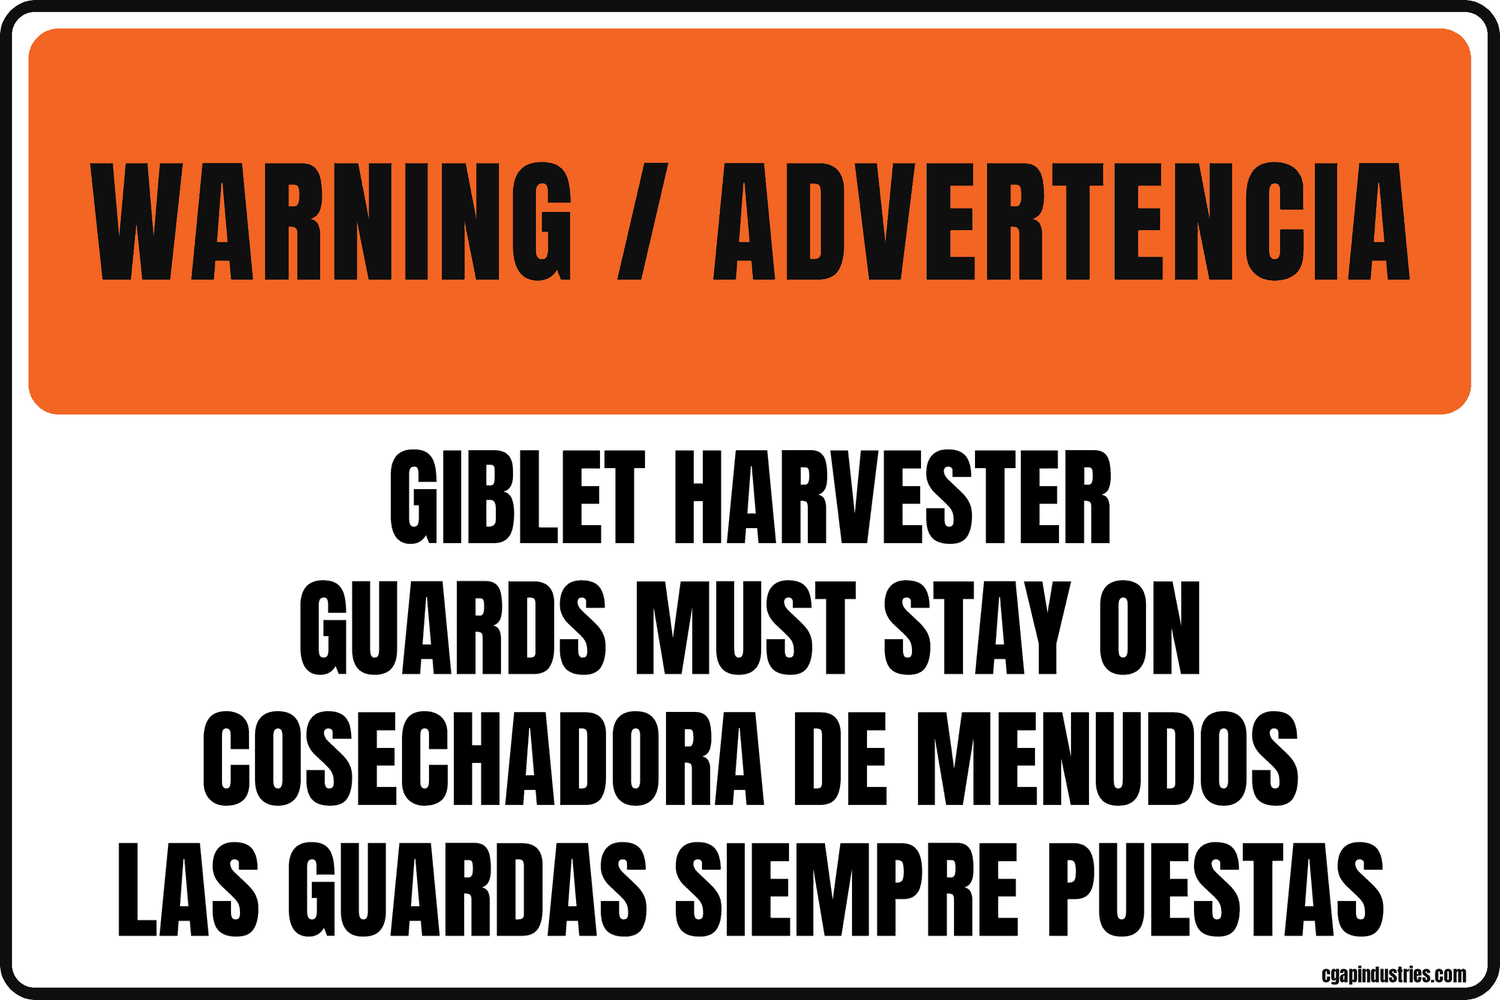 WARNING / ADVERTENCIA
GIBLET HARVESTER
GUARDS MUST STAY ON
COSECHADORA DE MENUDOS
LAS GUARDAS SIEMPRE PUESTAS
cgapindustries.com